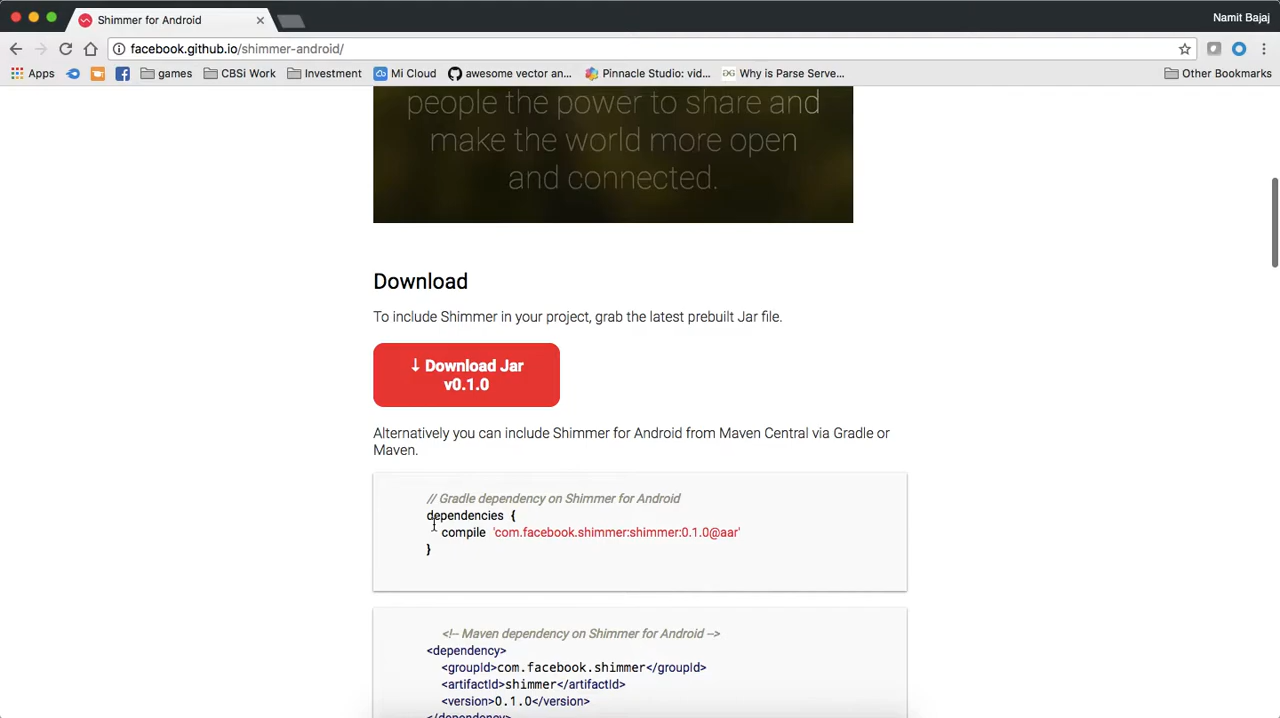 Shimmer for Android
Namit Bajaj
facebook.github.io/shimmer-android/
Apps
games
CBSi Work
Investment
Mi Cloud
awesome vector an...
Pinnacle Studio: vid...
Why is Parse Serve...
Other Bookmarks
people the power to share and
make the world more open
and connected.
Download
To include Shimmer in your project, grab the latest prebuilt Jar file.
↓ Download Jar
v0.1.0
Alternatively you can include Shimmer for Android from Maven Central via Gradle or
Maven.
// Gradle dependency on Shimmer for Android
dependencies {
compile 'com.facebook.shimmer:shimmer:0.1.0@aar'
}
<!-- Maven dependency on Shimmer for Android -->
<dependency>
<groupId>com.facebook.shimmer</groupId>
<artifactId>shimmer</artifactId>
<version>0.1.0</version>
</dependency>